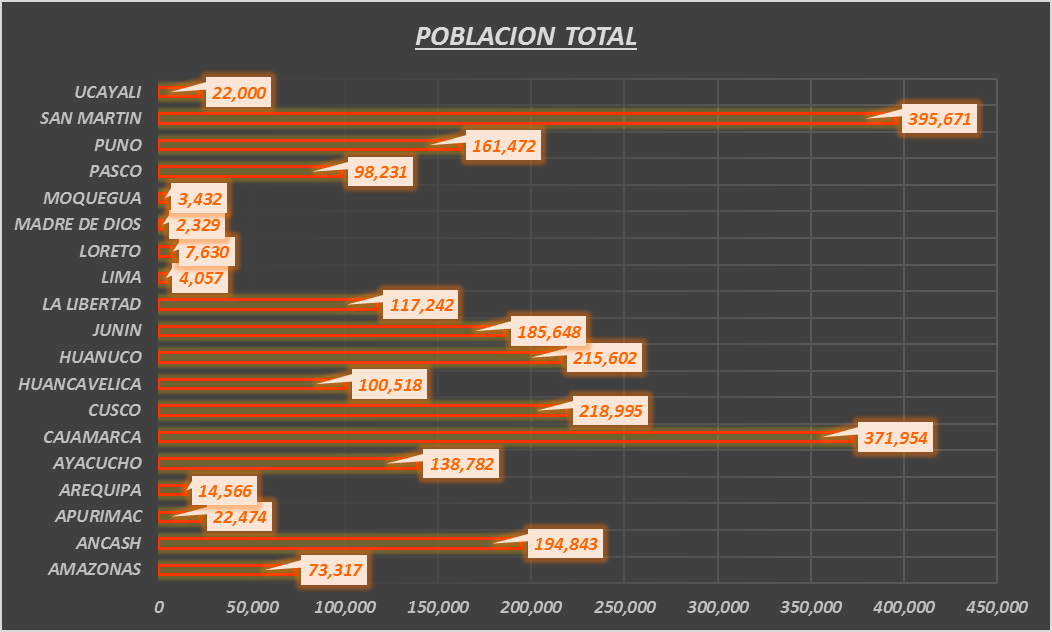 POBLACION TOTAL
UCAYALI 22,000
SAN MARTIN 395,671
PUNO 161,472
PASCO 98,231
MOQUEGUA 3,432
MADRE DE DIOS 2,329
LORETO 7,630
LIMA 4,057
LA LIBERTAD 117,242
JUNIN 185,648
HUANUCO 215,602
HUANCAVELICA 100,518
CUSCO 218,995
CAJAMARCA 371,954
AYACUCHO 138,782
AREQUIPA 14,566
APURIMAC 22,474
ANCASH 194,843
AMAZONAS 73,317
0 50,000 100,000 150,000 200,000 250,000 300,000 350,000 400,000 450,000